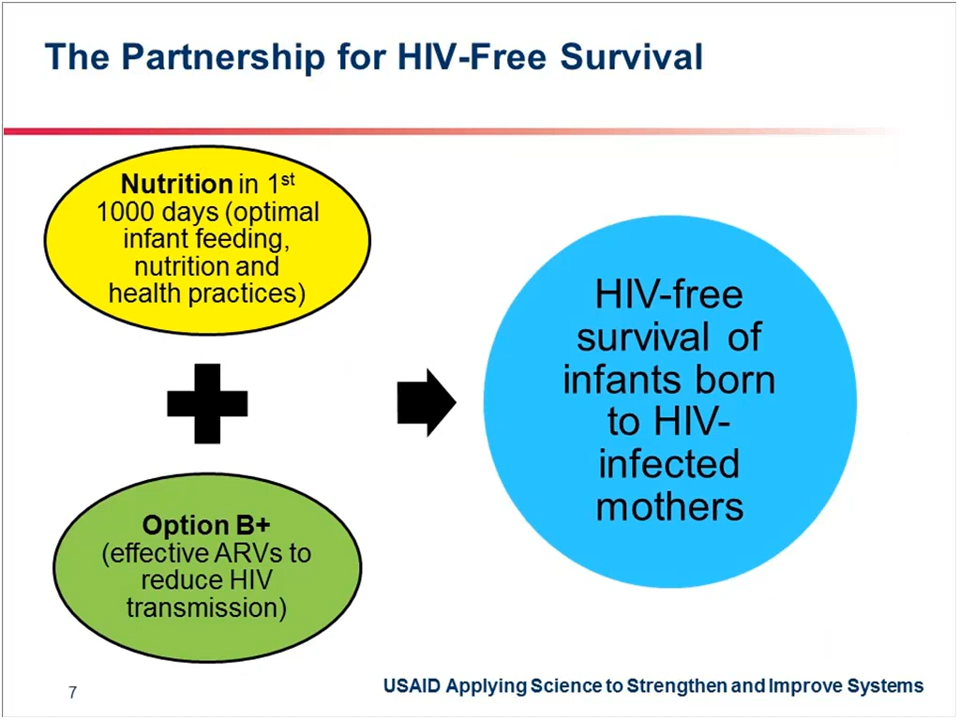 The Partnership for HIV-Free Survival
Nutrition in 1st
1000 days (optimal
infant feeding,
nutrition and
health practices)
Option B+
(effective ARVs to
reduce HIV
transmission)
HIV-free
survival of
infants born
to HIV-
infected
mothers
7
USAID Applying Science to Strengthen and Improve Systems